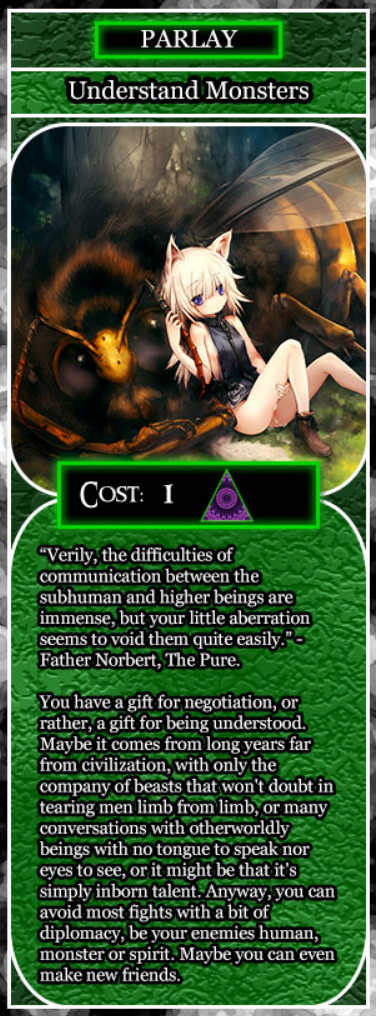 PARLAY
Understand Monsters
COST: 1
“Verily, the difficulties of
communication between the
subhuman and higher beings are
immense, but your little aberration
seems to void them quite easily.” -
Father Norbert, The Pure.
You have a gift for negotiation, or
rather, a gift for being understood.
Maybe it comes from long years far
from civilization, with only the
company of beasts that won't doubt in
tearing men limb from limb, or many
conversations with otherworldly
beings with no tongue to speak nor
eyes to see, or it might be that it's
simply inborn talent. Anyway, you can
avoid most fights with a bit of
diplomacy, be your enemies human,
monster or spirit. Maybe you can even
make new friends.